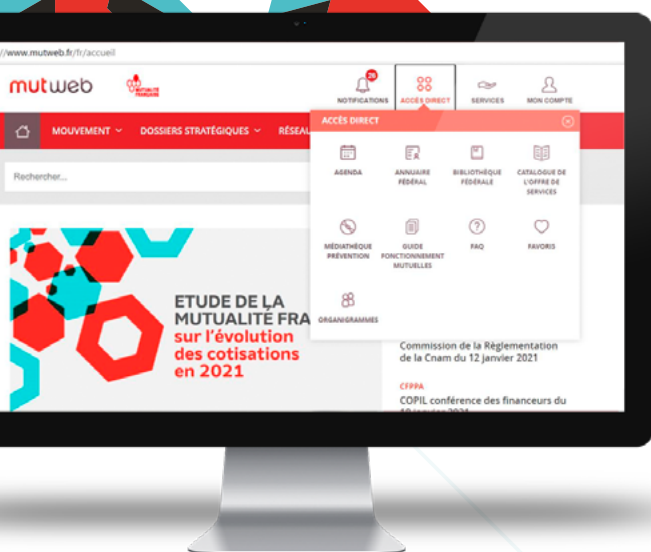 //www.mutweb.fr/fr/accueil
mutweb
MUTUALITÉ
FRANÇAISE
26
NOTIFICATIONS
ACCÈS DIRECT
SERVICES
MON COMPTE
MOUVEMENT
DOSSIERS STRATÉGIQUES
RÉSEAU
ACCÈS DIRECT
AGENDA
ANNUAIRE
FÉDÉRAL
BIBLIOTHÈQUE
FÉDÉRALE
CATALOGUE DE
L'OFFRE DE
SERVICES
MÉDIATHÈQUE
PRÉVENTION
GUIDE
FONCTIONNEMENT
MUTUELLES
FAQ
FAVORIS
ORGANIGRAMMES
Rechercher...
ETUDE DE LA
MUTUALITÉ FRA
sur l'évolution
des cotisations
en 2021
Commission de la Réglementation
de la Cnam du 12 janvier 2021
CFPPA
COPIL conférence des financeurs du